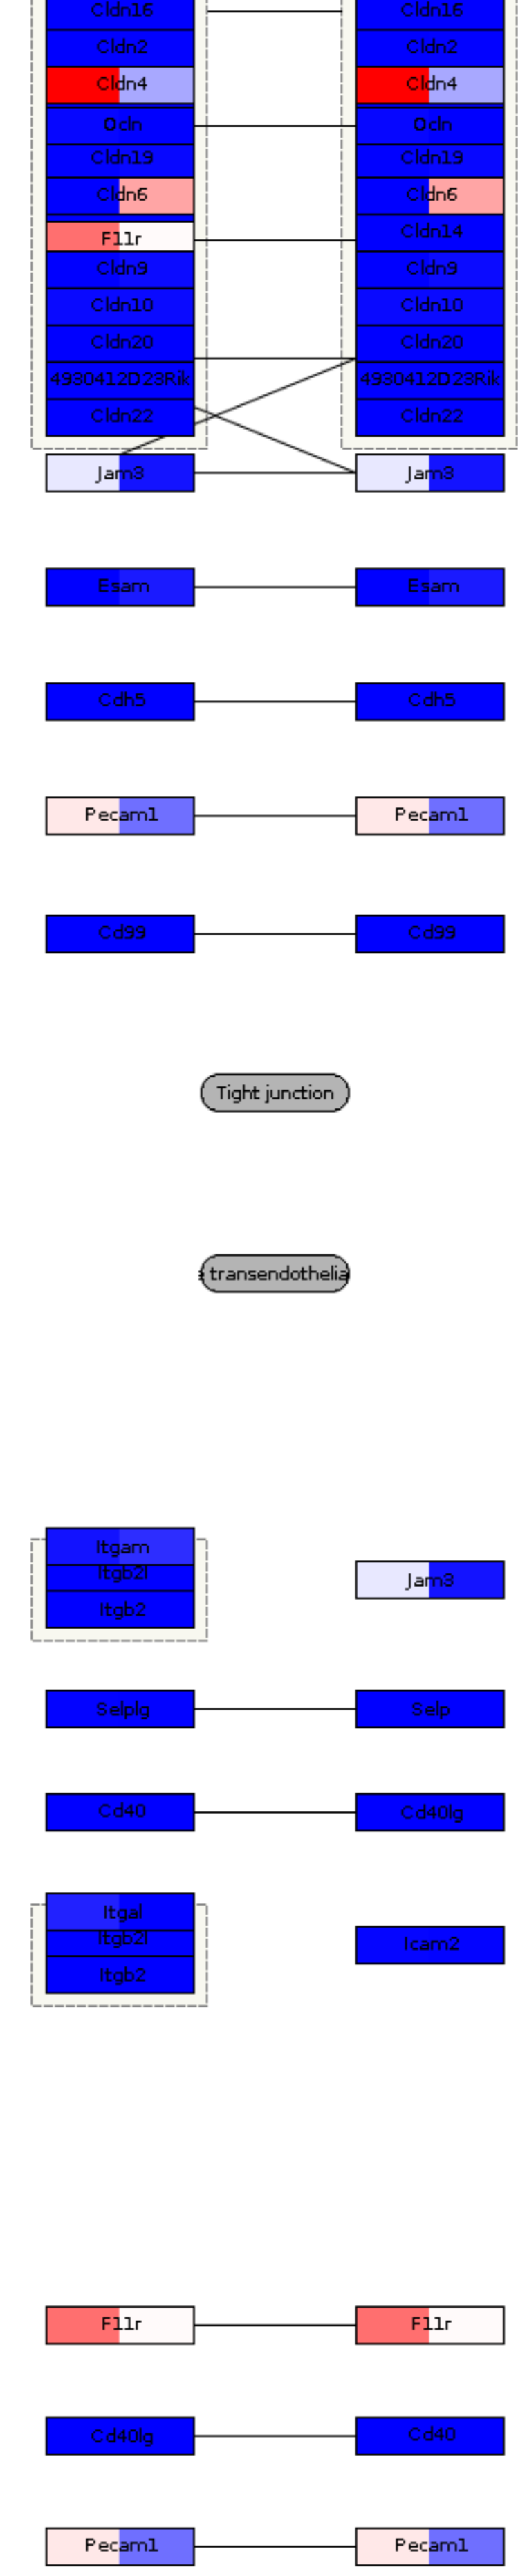 Cldn16 Cldn16
Cldn2 Cldn2
Cldn4 Cldn4
Ocln Ocln
Cldn19 Cldn19
Cldn6 Cldn6
F11r Cldn14
Cldn9 Cldn9
Cldn10 Cldn10
Cldn20 Cldn20
4930412D23Rik 4930412D23Rik
Cldn22 Cldn22
Jam3 Jam3
Esam Esam
Cdh5 Cdh5
Pecam1 Pecam1
Cd99 Cd99
Tight junction
transendothelia
Itgam
Itgb2l Jam3
Itgb2
Selplg Selp
Cd40 Cd40lg
Itgal
Itgb2l Icam2
Itgb2
F11r F11r
Cd40lg Cd40
Pecam1 Pecam1